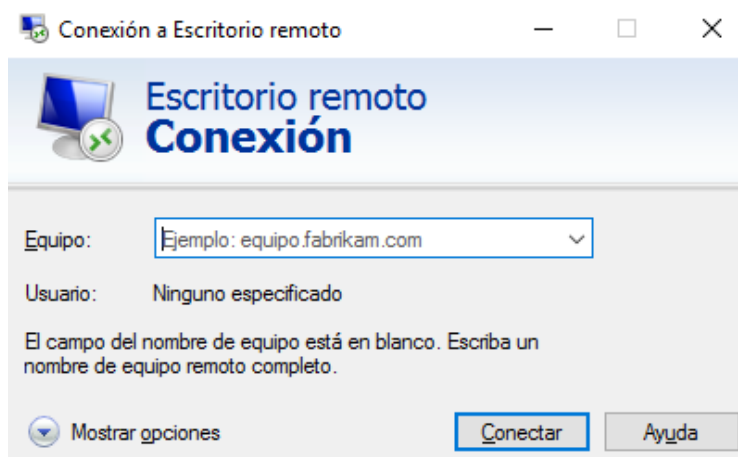 Conexión a Escritorio remoto
Escritorio remoto
Conexión
Equipo:
Ejemplo: equipo.fabrikam.com
Usuario:
Ninguno especificado
El campo del nombre de equipo está en blanco. Escriba un
nombre de equipo remoto completo.
Mostrar opciones
Conectar
Ayuda